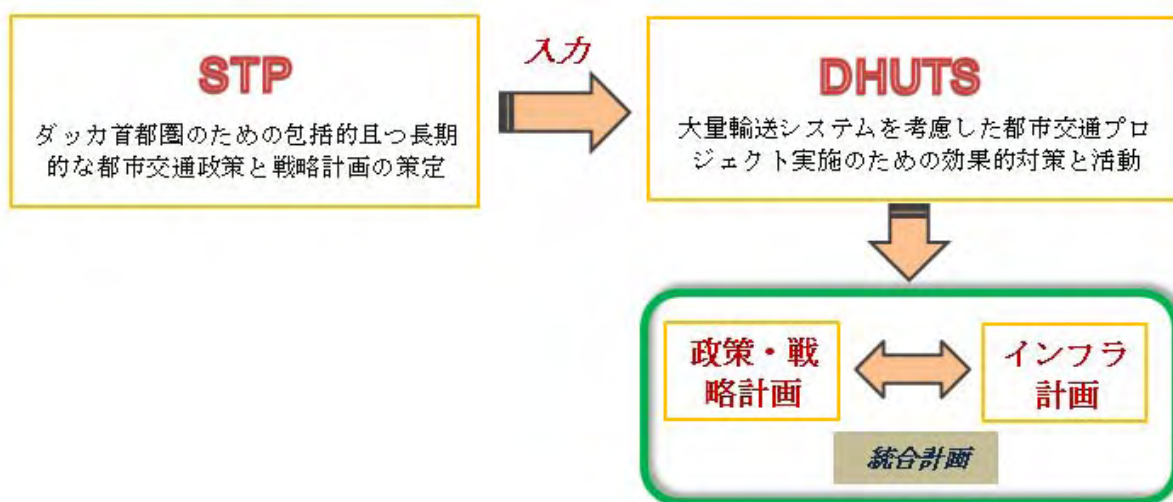 STP
ダッカ首都圏のための包括的且つ長期
的な都市交通政策と戦略計画の策定
入力
DHUTS
大量輸送システムを考慮した都市交通プロ
ジェクト実施のための効果的対策と活動
政策・戦
略計画
インフラ
計画
統合計画